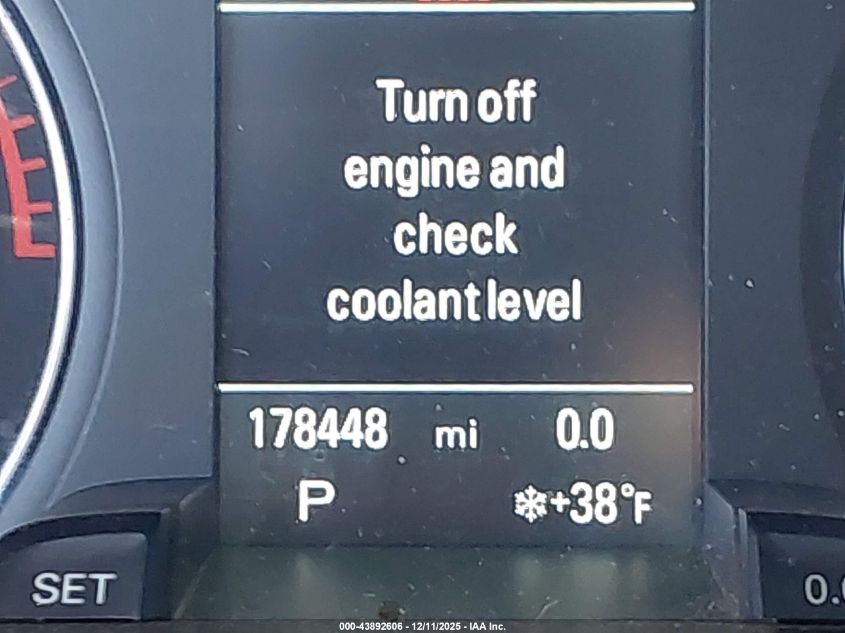 Turn off
engine and
check
coolant level
178448 mi 0.0
P ❄+38°F
SET
000-43892606 - 12/11/2025 - IAA Inc.